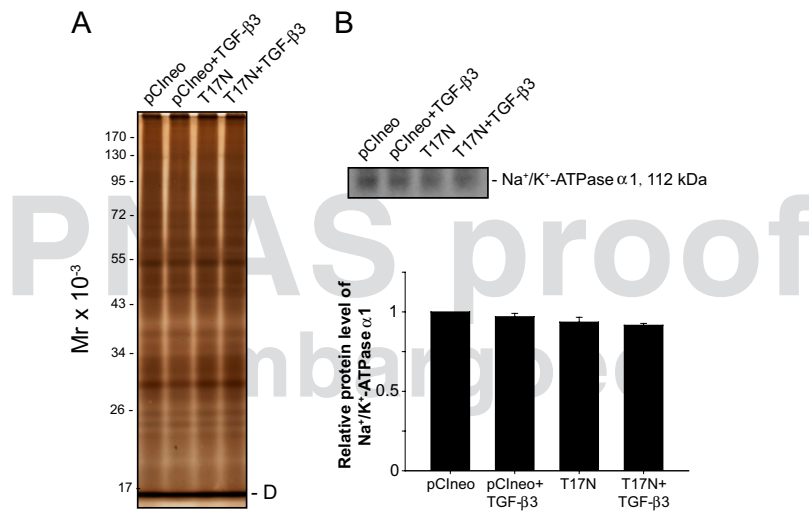 A
pCIneo
pCIneo+TGF-β3
T17N
T17N+TGF-β3
170 -
130 -
95 -
72 -
55 -
43 -
34 -
26 -
17 -
Mr x 10⁻³
- D
B
pCIneo
pCIneo+TGF-β3
T17N
T17N+TGF-β3
- Na⁺/K⁺-ATPase α1, 112 kDa
PNAS proof
Embargoed
Relative protein level of
Na⁺/K⁺-ATPase α1
1
0.5
0
pCIneo
pCIneo+
TGF-β3
T17N
T17N+
TGF-β3